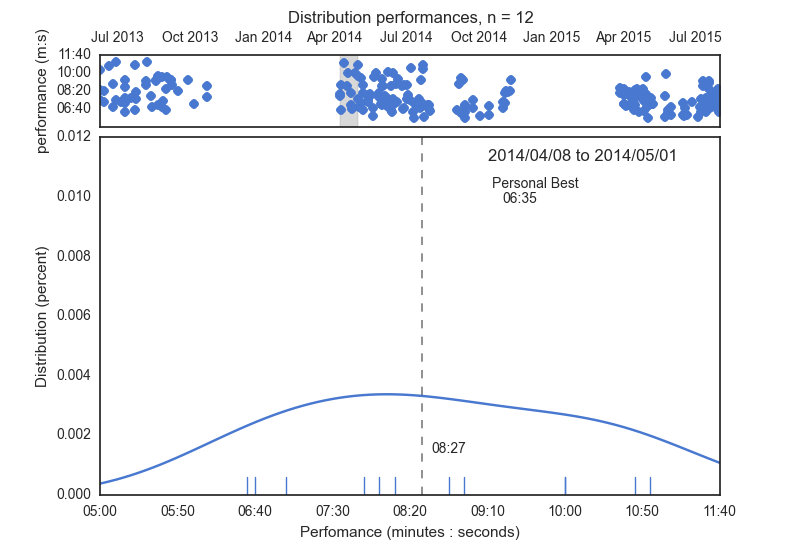 Distribution performances, n = 12
Jul 2013 Oct 2013 Jan 2014 Apr 2014 Jul 2014 Oct 2014 Jan 2015 Apr 2015 Jul 2015
performance (m:s)
11:40
10:00
08:20
06:40
0.012
0.010
0.008
0.006
0.004
0.002
0.000
Distribution (percent)
2014/04/08 to 2014/05/01
Personal Best
06:35
08:27
05:00 05:50 06:40 07:30 08:20 09:10 10:00 10:50 11:40
Perfomance (minutes : seconds)